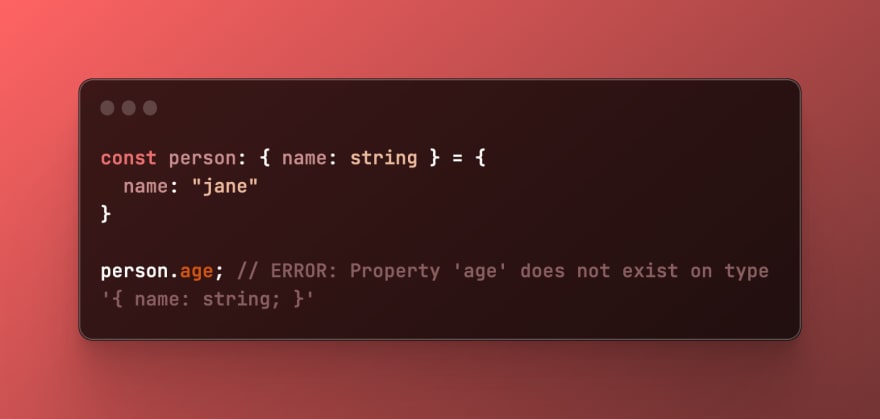 const person: { name: string } = {
  name: "jane"
}

person.age; // ERROR: Property 'age' does not exist on type
'{ name: string; }'